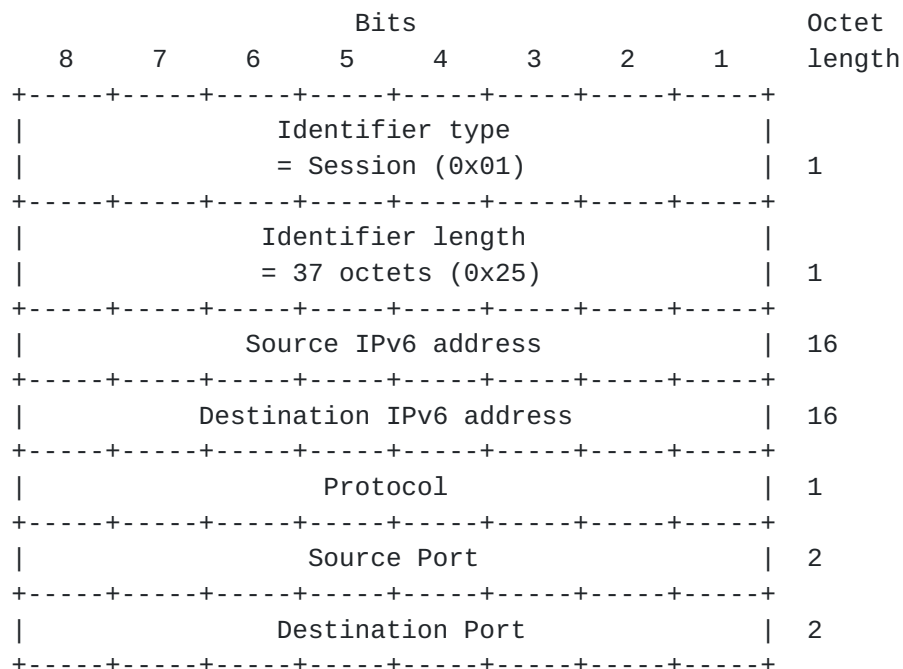 Bits Octet
8 7 6 5 4 3 2 1 length
+-----+-----+-----+-----+-----+-----+-----+-----+
| Identifier type |
| = Session (0x01) | 1
+-----+-----+-----+-----+-----+-----+-----+-----+
| Identifier length |
| = 37 octets (0x25) | 1
+-----+-----+-----+-----+-----+-----+-----+-----+
| Source IPv6 address | 16
+-----+-----+-----+-----+-----+-----+-----+-----+
| Destination IPv6 address | 16
+-----+-----+-----+-----+-----+-----+-----+-----+
| Protocol | 1
+-----+-----+-----+-----+-----+-----+-----+-----+
| Source Port | 2
+-----+-----+-----+-----+-----+-----+-----+-----+
| Destination Port | 2
+-----+-----+-----+-----+-----+-----+-----+-----+